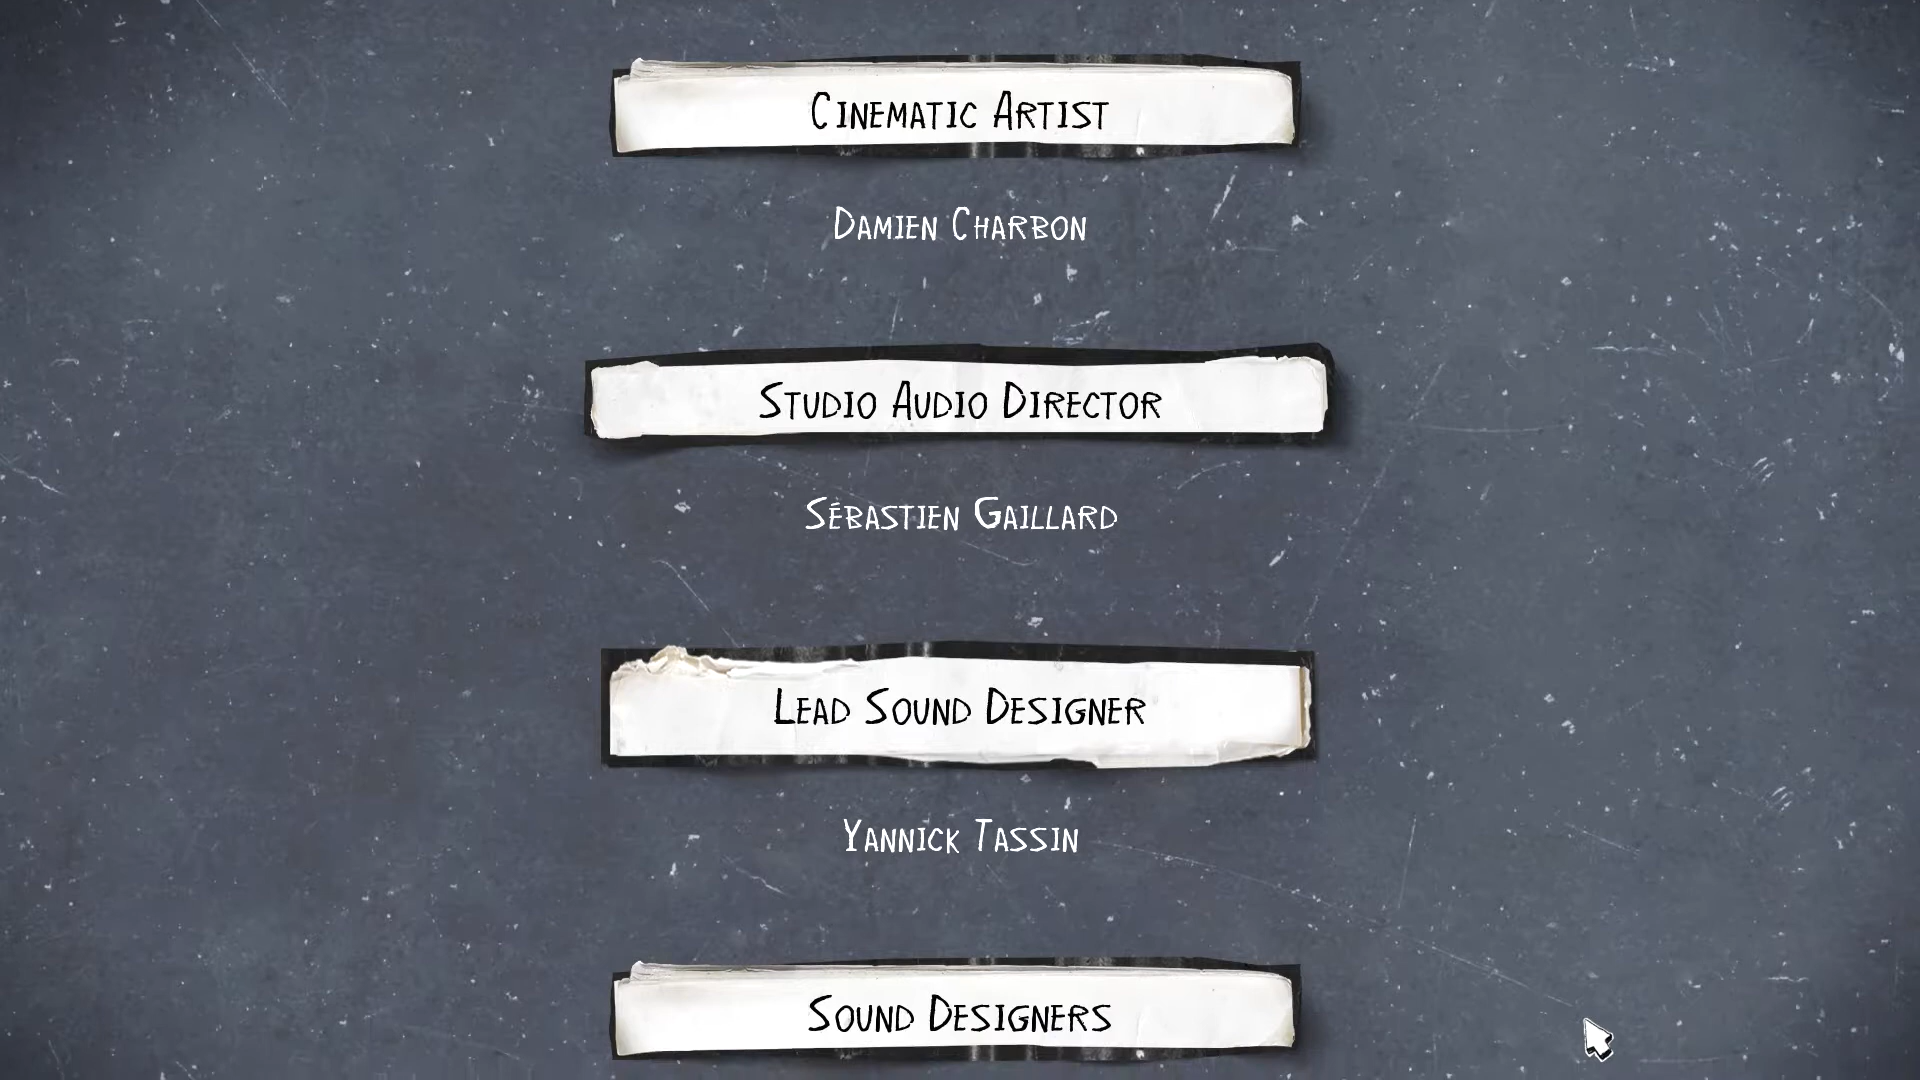 Cinematic Artist
Damien Charbon
Studio Audio Director
Sébastien Gaillard
Lead Sound Designer
Yannick Tassin
Sound Designers